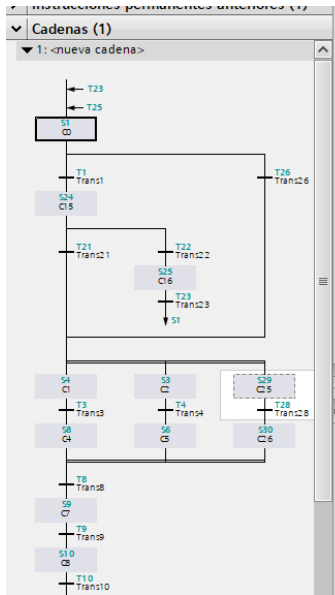 Instrucciones permanentes anteriores (1)
Cadenas (1)
1: <nueva cadena>
T23
T25
S1
C0
T1
Trans1
T26
Trans26
S24
C15
T21
Trans21
T22
Trans22
S25
C16
T23
Trans23
S1
S4
C1
S3
C2
S29
C25
T3
Trans3
T4
Trans4
T28
Trans28
S8
C4
S6
C5
S30
C26
T8
Trans8
S9
C7
T9
Trans9
S10
C8
T10
Trans10